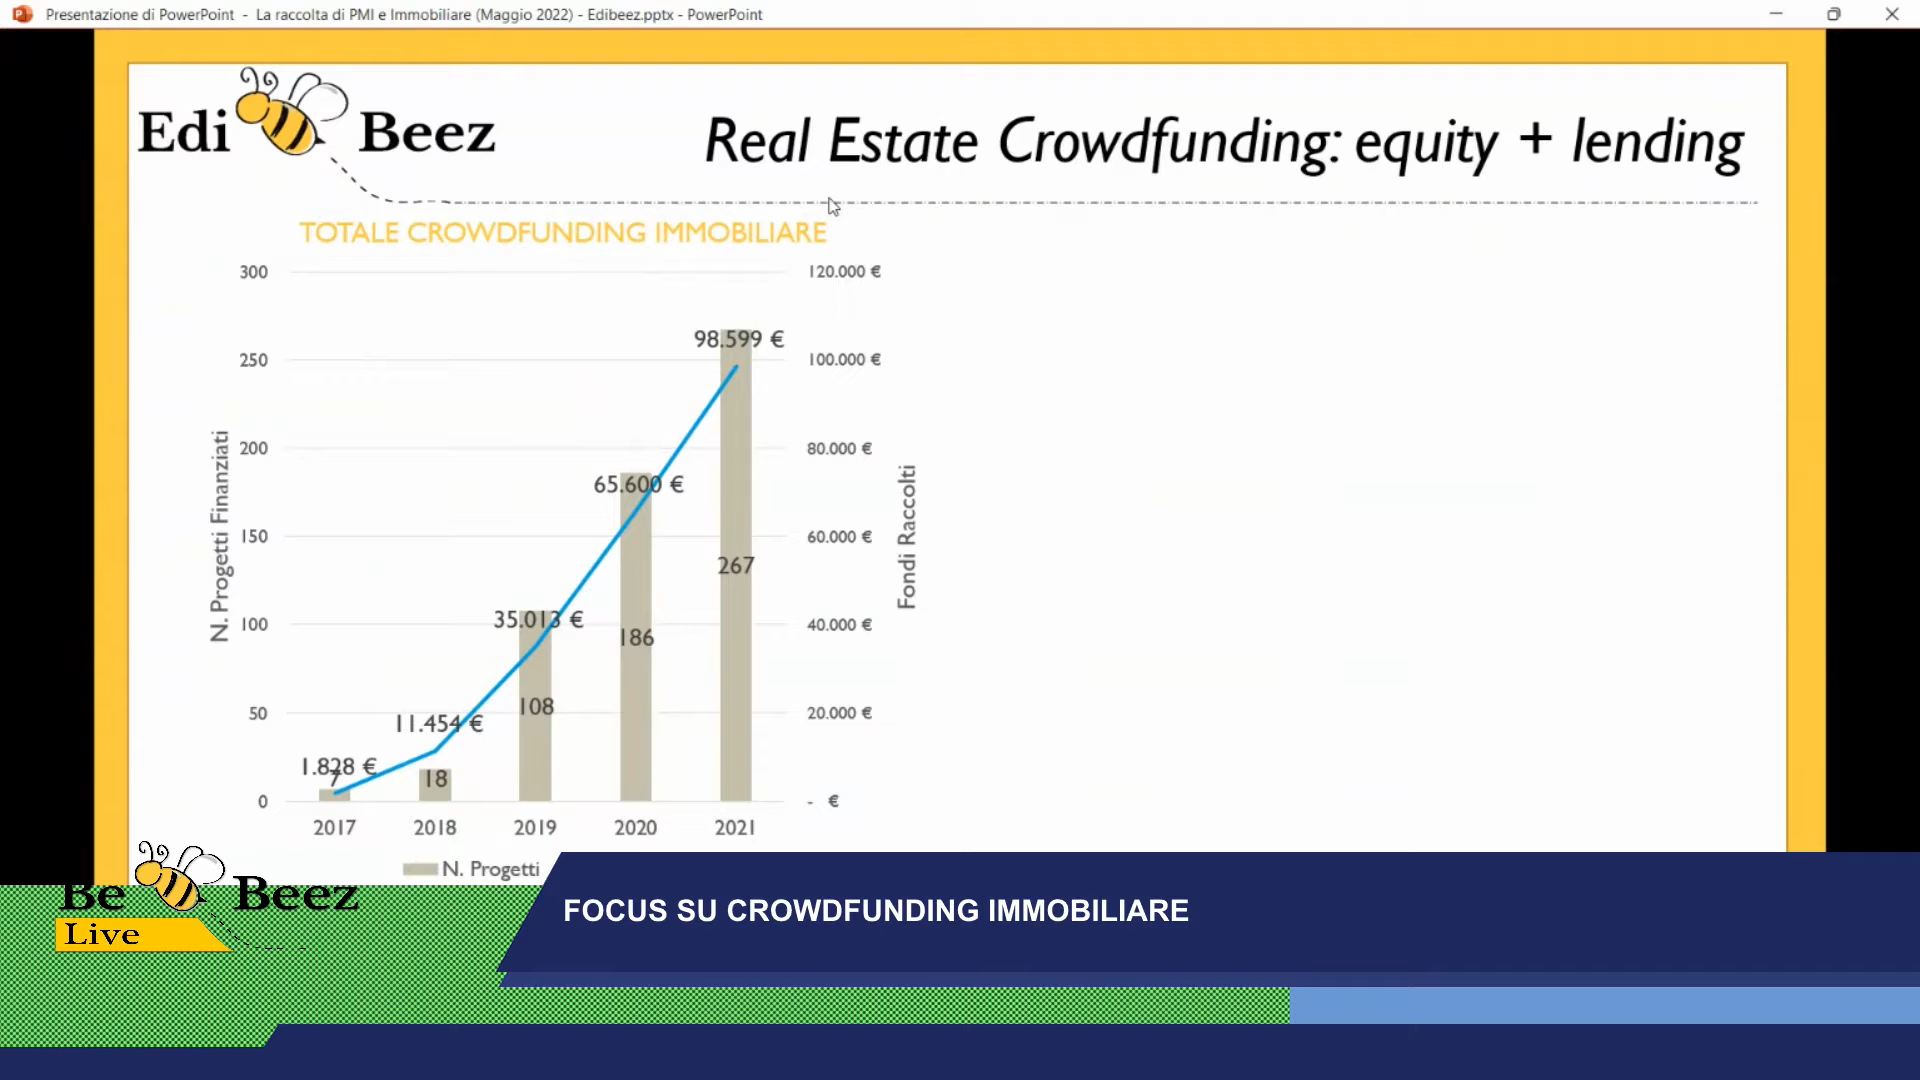 Presentazione di PowerPoint - La raccolta di PMI e Immobiliare (Maggio 2022) - Edibeez.pptx - PowerPoint
Edi Beez
Real Estate Crowdfunding: equity + lending
TOTALE CROWDFUNDING IMMOBILIARE
300
120.000 €
98.599 €
250
100.000 €
200
80.000 €
65.600 €
150
60.000 €
267
N. Progetti Finanziati
Fondi Raccolti
35.013 €
100
40.000 €
186
108
50
20.000 €
11.454 €
1.828 €
7
18
0
- €
2017 2018 2019 2020 2021
N. Progetti
Be Beez
Live
FOCUS SU CROWDFUNDING IMMOBILIARE